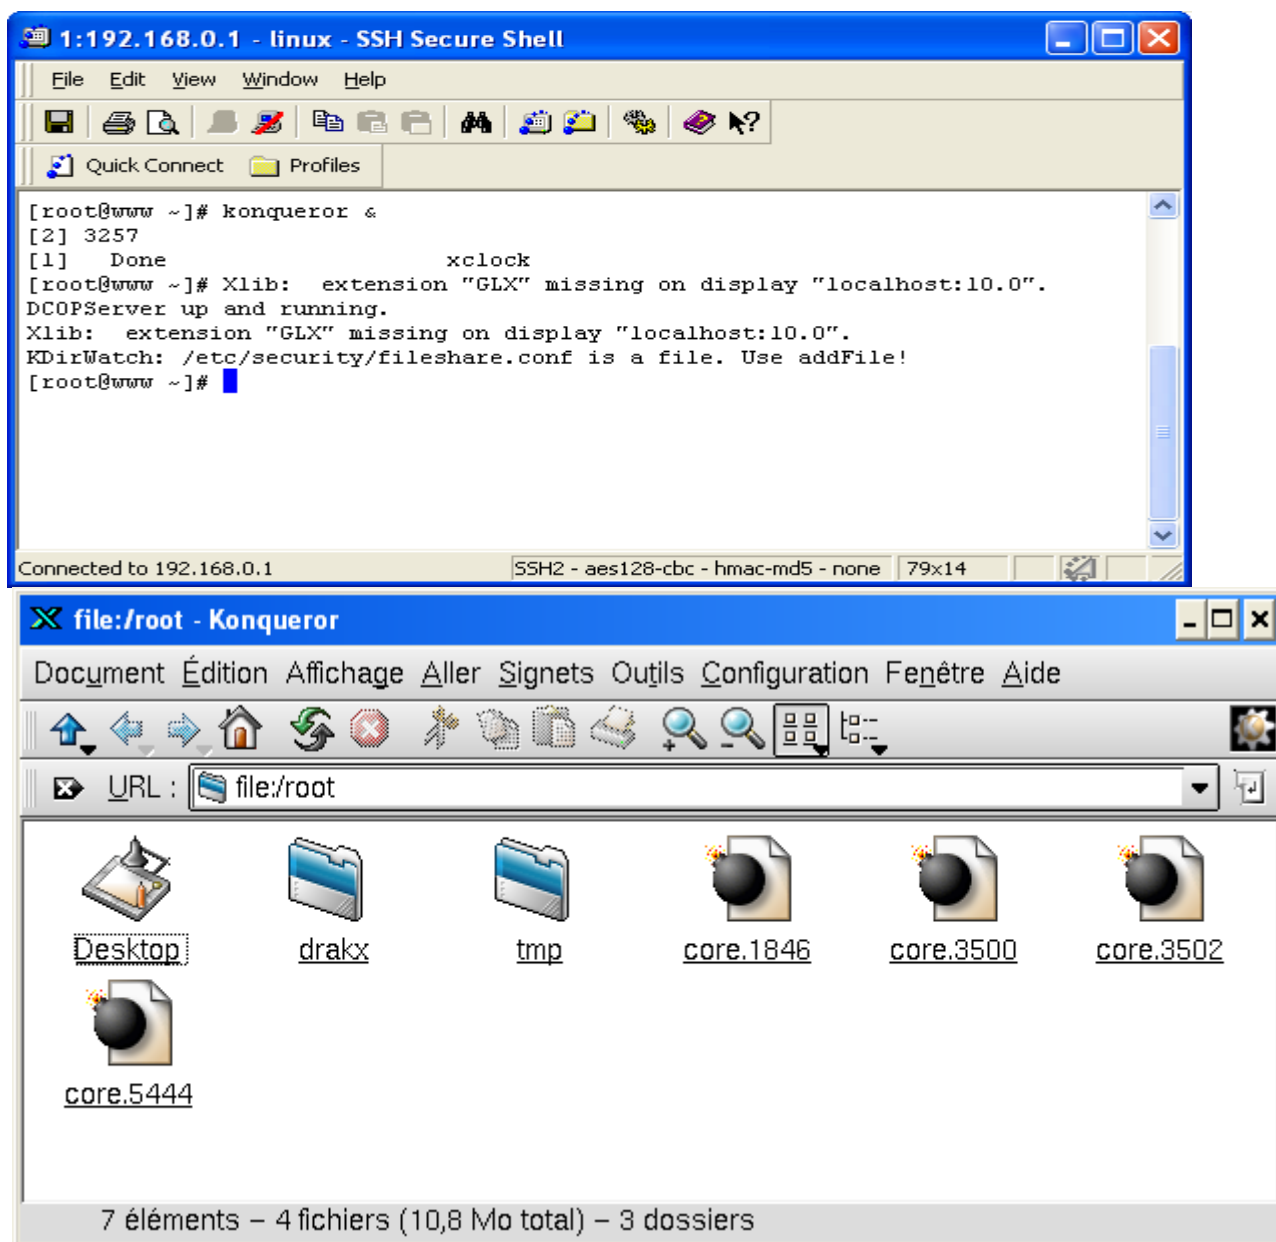 1:192.168.0.1 - linux - SSH Secure Shell
File Edit View Window Help
Quick Connect Profiles
[root@www ~]# konqueror &
[2] 3257
[1]   Done                    xclock
[root@www ~]# Xlib:  extension "GLX" missing on display "localhost:10.0".
DCOPServer up and running.
Xlib:  extension "GLX" missing on display "localhost:10.0".
KDirWatch: /etc/security/fileshare.conf is a file. Use addFile!
[root@www ~]#
Connected to 192.168.0.1 SSH2 - aes128-cbc - hmac-md5 - none 79x14
file:/root - Konqueror
Document Édition Affichage Aller Signets Outils Configuration Fenêtre Aide
URL : file:/root
Desktop drakx tmp core.1846 core.3500 core.3502
core.5444
7 éléments – 4 fichiers (10,8 Mo total) – 3 dossiers